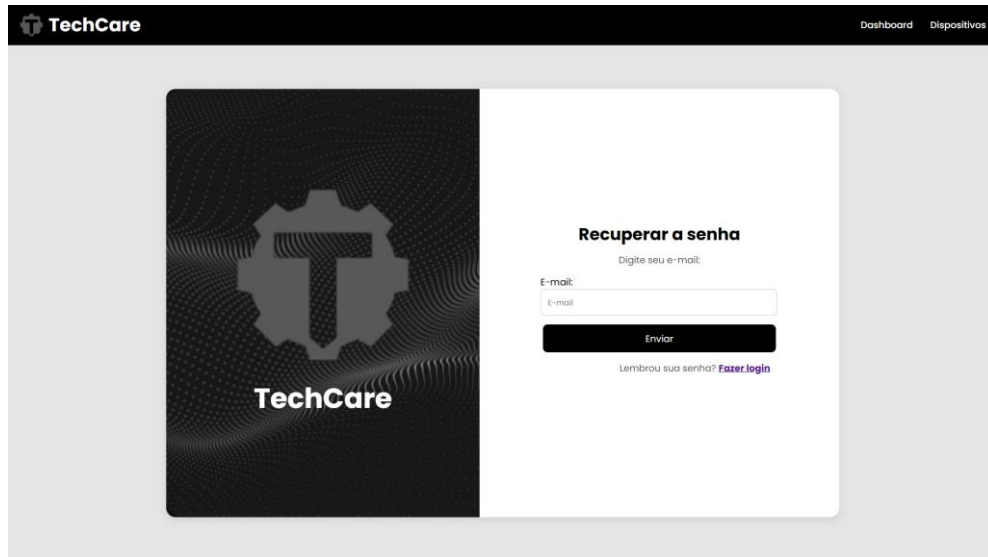 TechCare
Dashboard Dispositivos
TechCare
Recuperar a senha
Digite seu e-mail:
E-mail:
E-mail
Enviar
Lembrou sua senha? Fazer login